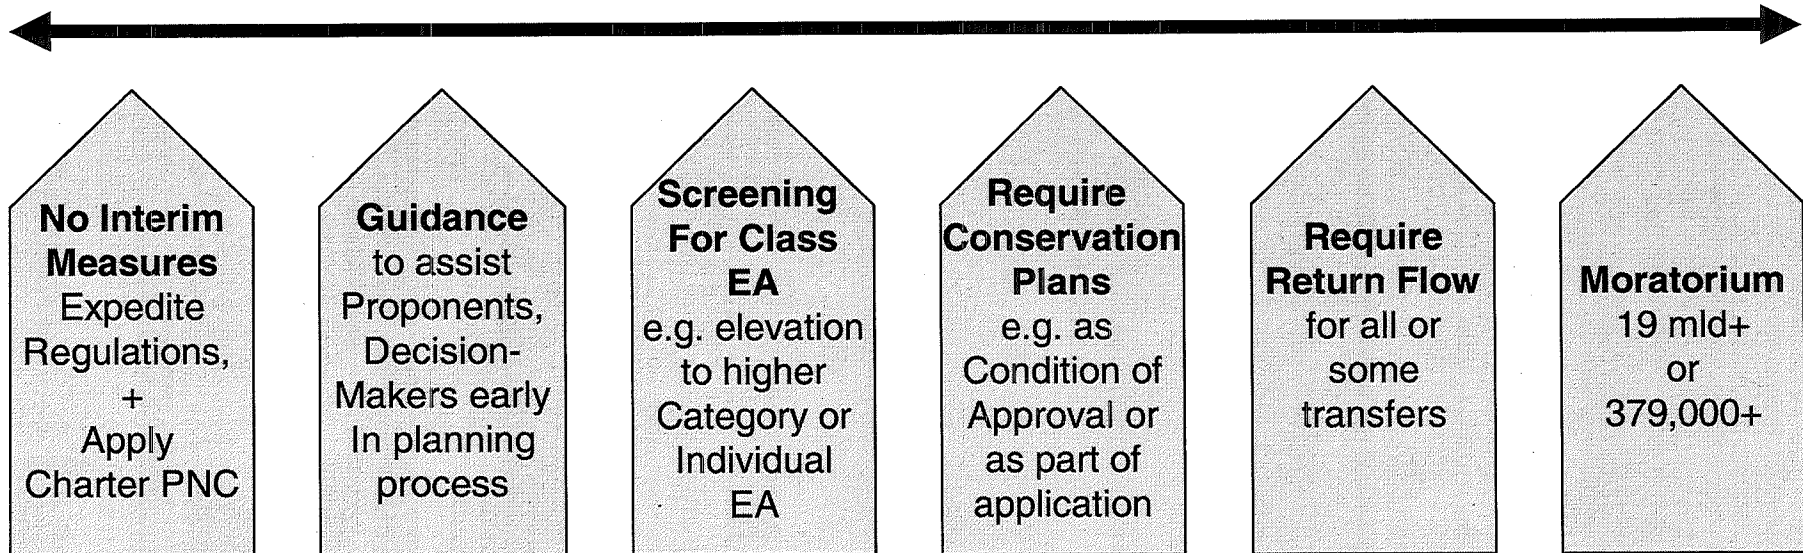 No Interim
Measures
Expedite
Regulations,
+
Apply
Charter PNC
Guidance
to assist
Proponents,
Decision-
Makers early
In planning
process
Screening
For Class
EA
e.g. elevation
to higher
Category or
Individual
EA
Require
Conservation
Plans
e.g. as
Condition of
Approval or
as part of
application
Require
Return Flow
for all or
some
transfers
Moratorium
19 mld+
or
379,000+